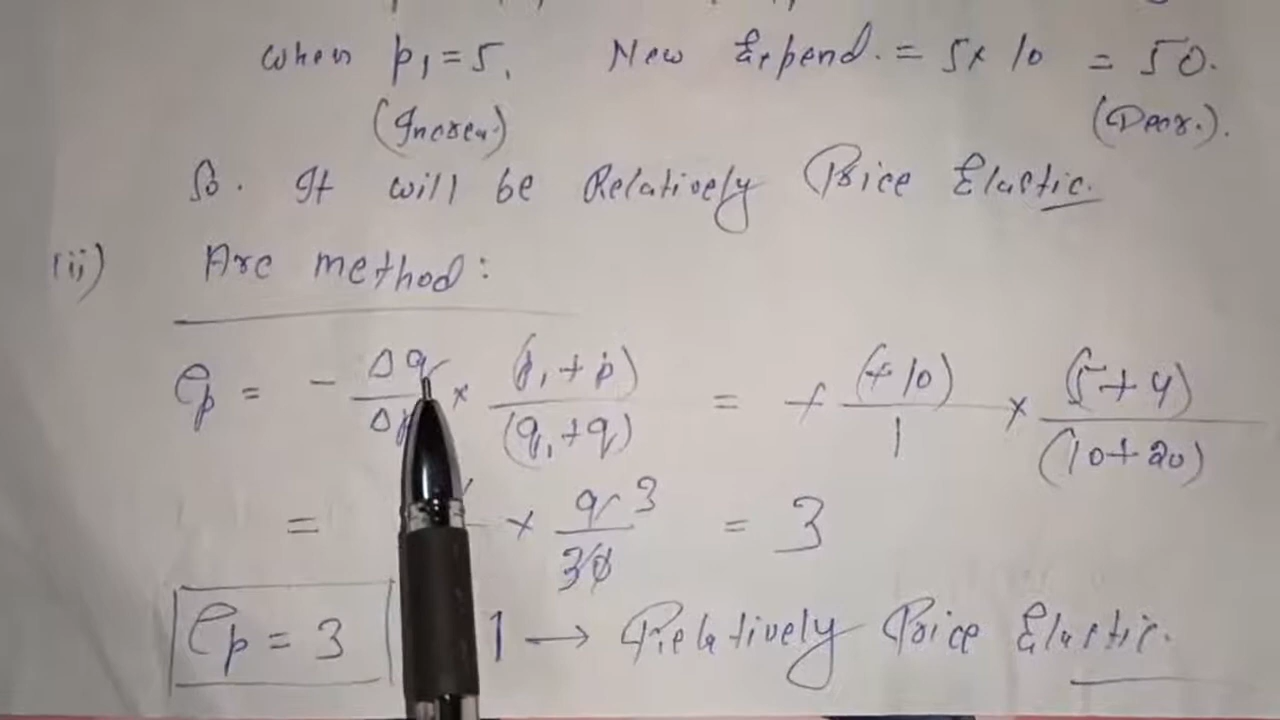 when p₁ = 5, New Expend. = 5 x 10 = 50.
(Increa.) (Decr.).
So. It will be Relatively Price Elastic.
(ii) Arc method:
ep = - Δq/Δp x (p₁ + p)/(q₁ + q) = + (+10)/1 x (5 + 4)/(10 + 20)
= x 9 3/30 = 3
ep = 3 1 → Relatively Price Elastic.